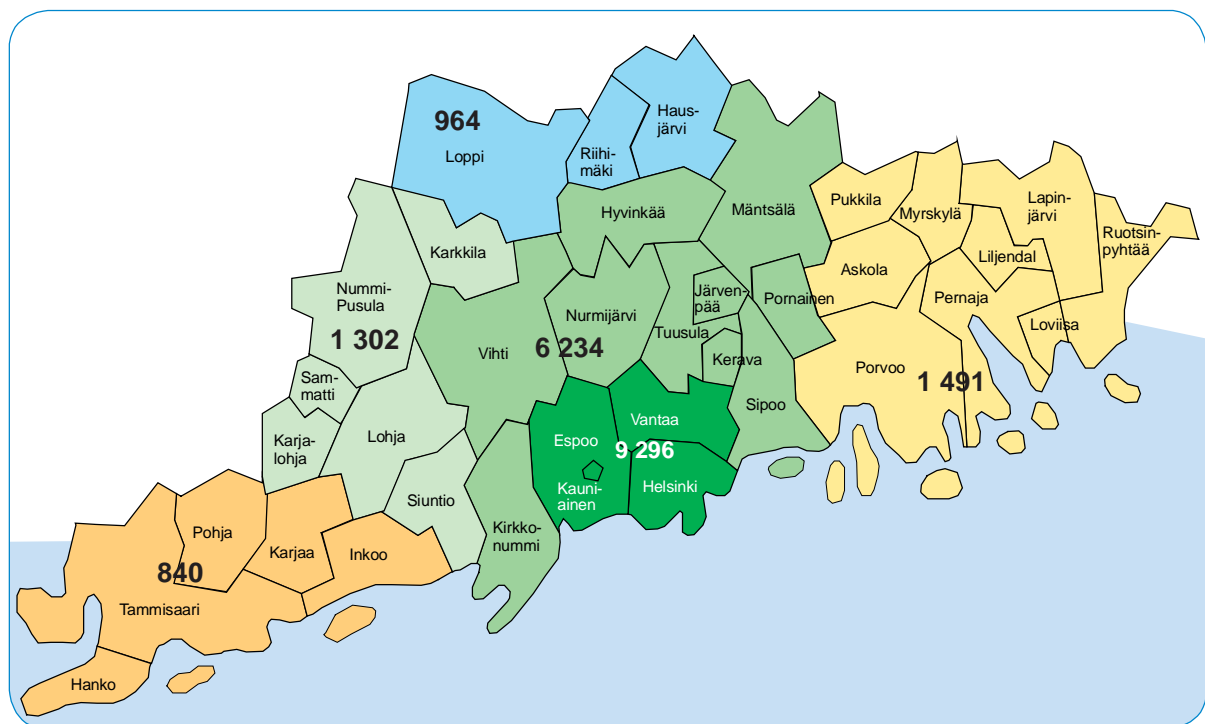 964
Loppi
Riihi-
mäki
Haus-
järvi
Hyvinkää
Mäntsälä
Pukkila
Myrskylä
Lapin-
järvi
Ruotsin-
pyhtää
Liljendal
Askola
Pernaja
Loviisa
Porvoo
1 491
Karkkila
Nummi-
Pusula
1 302
Sam-
matti
Karja-
lohja
Lohja
Siuntio
Vihti
Nurmijärvi
6 234
Järven-
pää
Tuusula
Kerava
Pornainen
Sipoo
Kirkko-
nummi
Espoo
Vantaa
9 296
Kauni-
ainen
Helsinki
Pohja
Karjaa
Inkoo
840
Tammisaari
Hanko